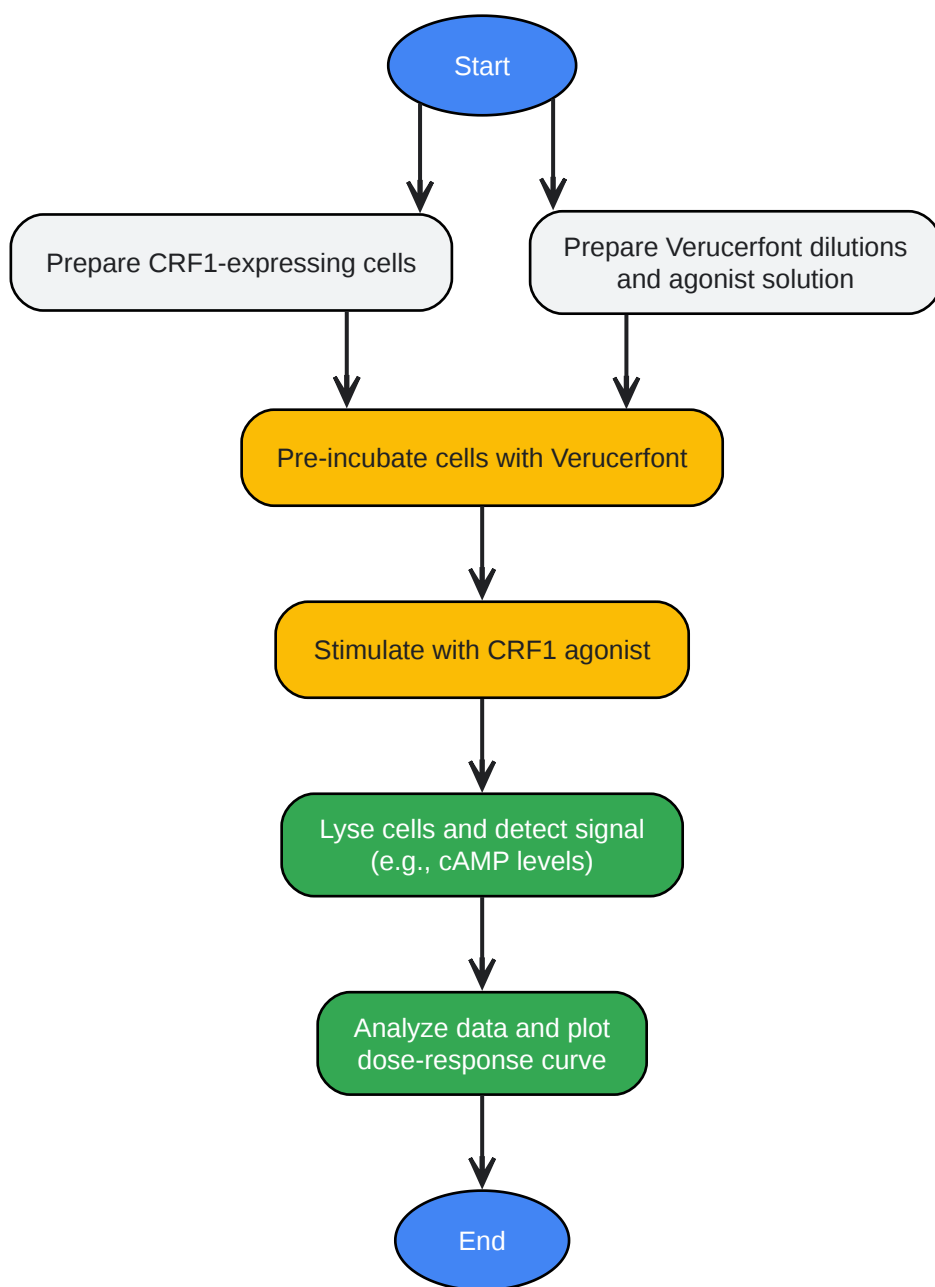 Start
Prepare CRF1-expressing cells
Prepare Verucerfont dilutions
and agonist solution
Pre-incubate cells with Verucerfont
Stimulate with CRF1 agonist
Lyse cells and detect signal
(e.g., cAMP levels)
Analyze data and plot
dose-response curve
End